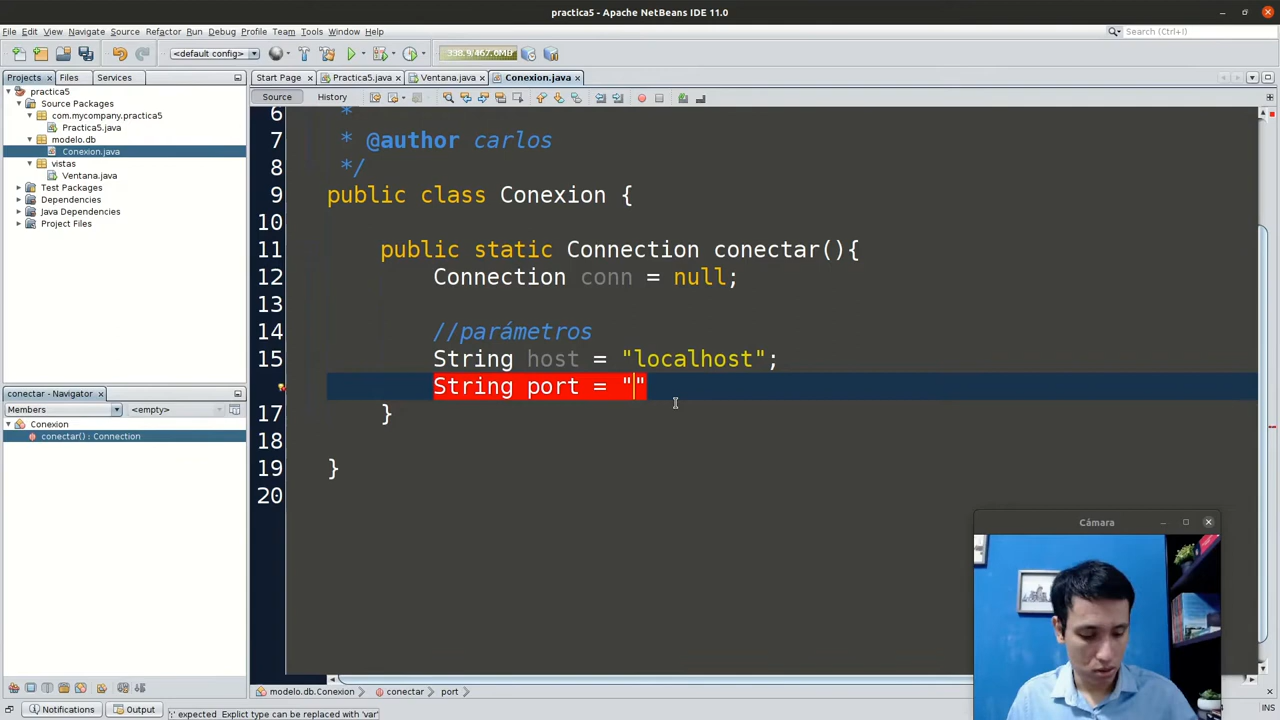 practica5 - Apache NetBeans IDE 11.0
File Edit View Navigate Source Refactor Run Debug Profile Team Tools Window Help
Search (Ctrl+I)
<default config>
338.9/467.0MB
Projects Files Services
Start Page Practica5.java Ventana.java Conexion.java
practica5
Source Packages
com.mycompany.practica5
Practica5.java
modelo.db
Conexion.java
vistas
Ventana.java
Test Packages
Dependencies
Java Dependencies
Project Files
Source History
6 *
7 * @author carlos
8 */
9 public class Conexion {
10
11 public static Connection conectar(){
12 Connection conn = null;
13
14 //parámetros
15 String host = "localhost";
String port = ""
17 }
18
19 }
20
conectar - Navigator
Members <empty>
Conexion
conectar() : Connection
Cámara
modelo.db.Conexion conectar port
Notifications Output
';' expected Explict type can be replaced with 'var'
INS